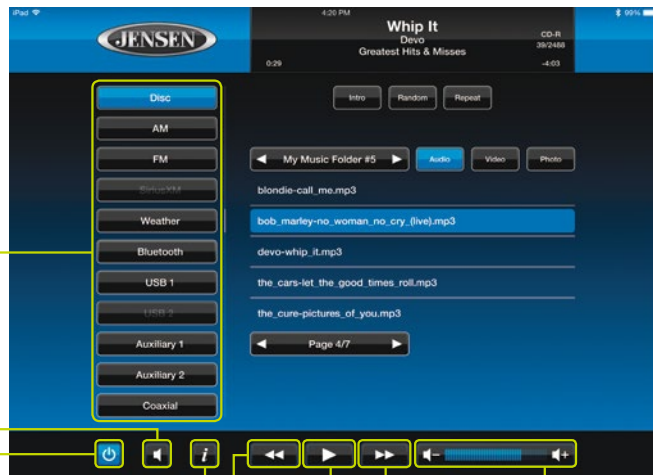 iPad
4:20 PM
99%
JENSEN
Whip It
Devo
Greatest Hits & Misses
CD-R
39/2488
0:29
-4:03
Disc
AM
FM
SiriusXM
Weather
Bluetooth
USB 1
USB 2
Auxiliary 1
Auxiliary 2
Coaxial
Intro Random Repeat
My Music Folder #5 Audio Video Photo
blondie-call_me.mp3
bob_marley-no_woman_no_cry_(live).mp3
devo-whip_it.mp3
the_cars-let_the_good_times_roll.mp3
the_cure-pictures_of_you.mp3
Page 4/7
i